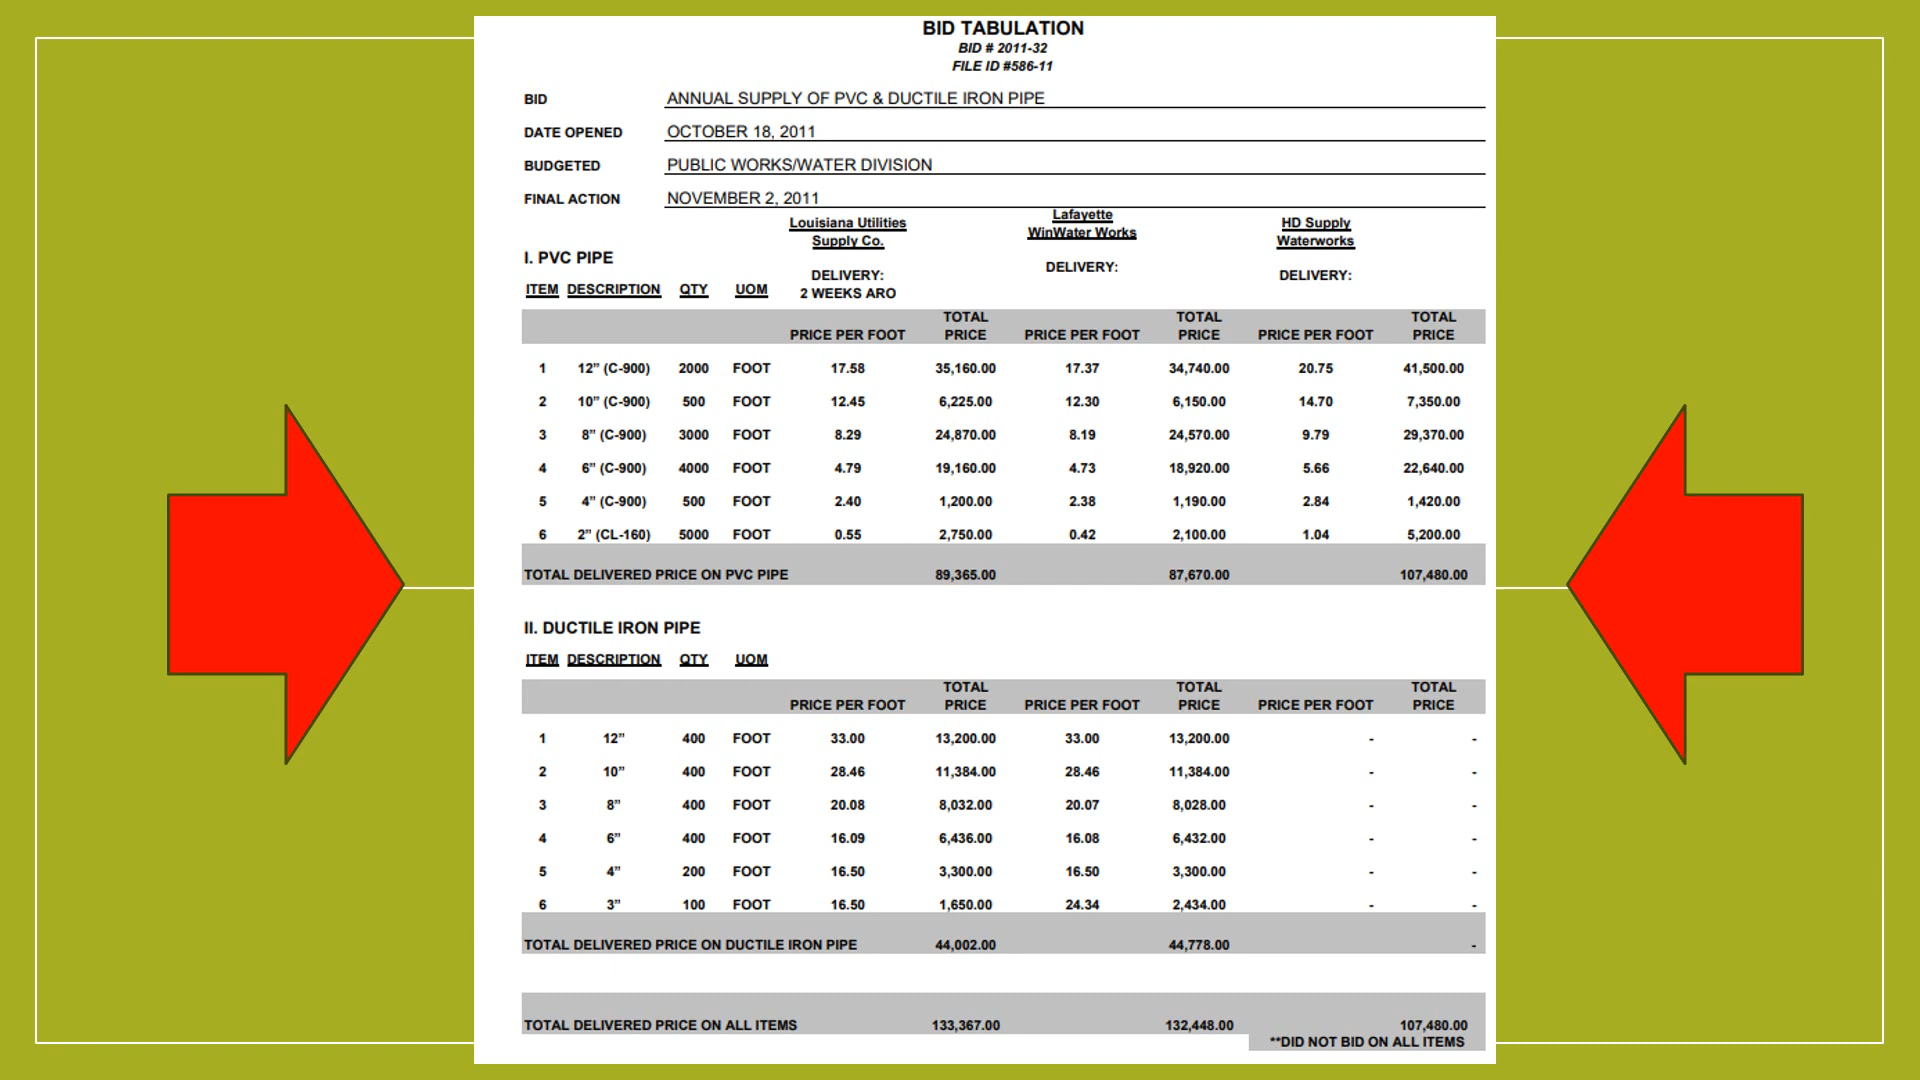 BID TABULATION
BID # 2011-32
FILE ID #586-11
BID ANNUAL SUPPLY OF PVC & DUCTILE IRON PIPE
DATE OPENED OCTOBER 18, 2011
BUDGETED PUBLIC WORKS/WATER DIVISION
FINAL ACTION NOVEMBER 2, 2011
Louisiana Utilities Supply Co. Lafayette WinWater Works HD Supply Waterworks
I. PVC PIPE
DELIVERY: 2 WEEKS ARO DELIVERY: DELIVERY:
ITEM DESCRIPTION QTY UOM
PRICE PER FOOT TOTAL PRICE PRICE PER FOOT TOTAL PRICE PRICE PER FOOT TOTAL PRICE
1 12” (C-900) 2000 FOOT 17.58 35,160.00 17.37 34,740.00 20.75 41,500.00
2 10” (C-900) 500 FOOT 12.45 6,225.00 12.30 6,150.00 14.70 7,350.00
3 8” (C-900) 3000 FOOT 8.29 24,870.00 8.19 24,570.00 9.79 29,370.00
4 6” (C-900) 4000 FOOT 4.79 19,160.00 4.73 18,920.00 5.66 22,640.00
5 4” (C-900) 500 FOOT 2.40 1,200.00 2.38 1,190.00 2.84 1,420.00
6 2” (CL-160) 5000 FOOT 0.55 2,750.00 0.42 2,100.00 1.04 5,200.00
TOTAL DELIVERED PRICE ON PVC PIPE 89,365.00 87,670.00 107,480.00
II. DUCTILE IRON PIPE
ITEM DESCRIPTION QTY UOM
PRICE PER FOOT TOTAL PRICE PRICE PER FOOT TOTAL PRICE PRICE PER FOOT TOTAL PRICE
1 12” 400 FOOT 33.00 13,200.00 33.00 13,200.00 - -
2 10” 400 FOOT 28.46 11,384.00 28.46 11,384.00 - -
3 8” 400 FOOT 20.08 8,032.00 20.07 8,028.00 - -
4 6” 400 FOOT 16.09 6,436.00 16.08 6,432.00 - -
5 4” 200 FOOT 16.50 3,300.00 16.50 3,300.00 - -
6 3” 100 FOOT 16.50 1,650.00 24.34 2,434.00 - -
TOTAL DELIVERED PRICE ON DUCTILE IRON PIPE 44,002.00 44,778.00 -
TOTAL DELIVERED PRICE ON ALL ITEMS 133,367.00 132,448.00 107,480.00
**DID NOT BID ON ALL ITEMS